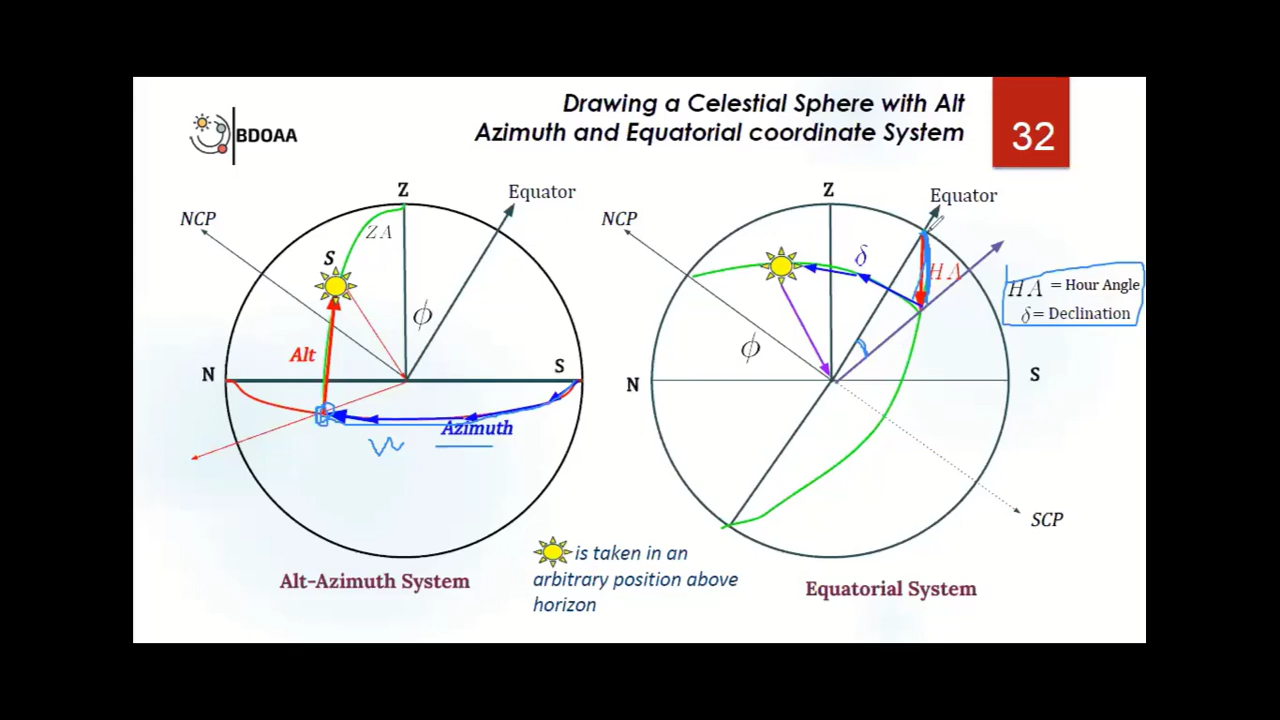 BDOAA
Drawing a Celestial Sphere with Alt
Azimuth and Equatorial coordinate System
32
Z
Equator
NCP
ZA
S
ϕ
Alt
N
S
Azimuth
W
Alt-Azimuth System
is taken in an
arbitrary position above
horizon
Z
Equator
NCP
δ
HA
HA = Hour Angle
δ = Declination
ϕ
N
S
SCP
Equatorial System